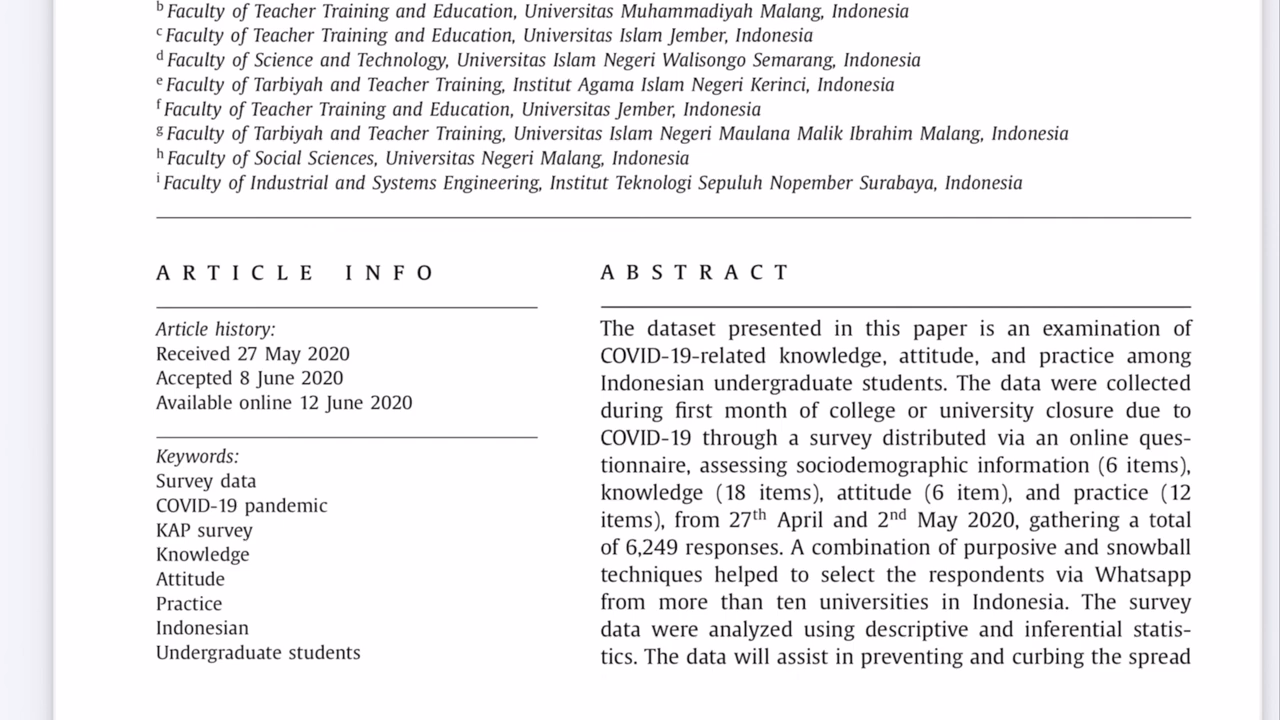 b Faculty of Teacher Training and Education, Universitas Muhammadiyah Malang, Indonesia
c Faculty of Teacher Training and Education, Universitas Islam Jember, Indonesia
d Faculty of Science and Technology, Universitas Islam Negeri Walisongo Semarang, Indonesia
e Faculty of Tarbiyah and Teacher Training, Institut Agama Islam Negeri Kerinci, Indonesia
f Faculty of Teacher Training and Education, Universitas Jember, Indonesia
g Faculty of Tarbiyah and Teacher Training, Universitas Islam Negeri Maulana Malik Ibrahim Malang, Indonesia
h Faculty of Social Sciences, Universitas Negeri Malang, Indonesia
i Faculty of Industrial and Systems Engineering, Institut Teknologi Sepuluh Nopember Surabaya, Indonesia
ARTICLE INFO
Article history:
Received 27 May 2020
Accepted 8 June 2020
Available online 12 June 2020
Keywords:
Survey data
COVID-19 pandemic
KAP survey
Knowledge
Attitude
Practice
Indonesian
Undergraduate students
ABSTRACT
The dataset presented in this paper is an examination of
COVID-19-related knowledge, attitude, and practice among
Indonesian undergraduate students. The data were collected
during first month of college or university closure due to
COVID-19 through a survey distributed via an online ques-
tionnaire, assessing sociodemographic information (6 items),
knowledge (18 items), attitude (6 item), and practice (12
items), from 27th April and 2nd May 2020, gathering a total
of 6,249 responses. A combination of purposive and snowball
techniques helped to select the respondents via Whatsapp
from more than ten universities in Indonesia. The survey
data were analyzed using descriptive and inferential statis-
tics. The data will assist in preventing and curbing the spread